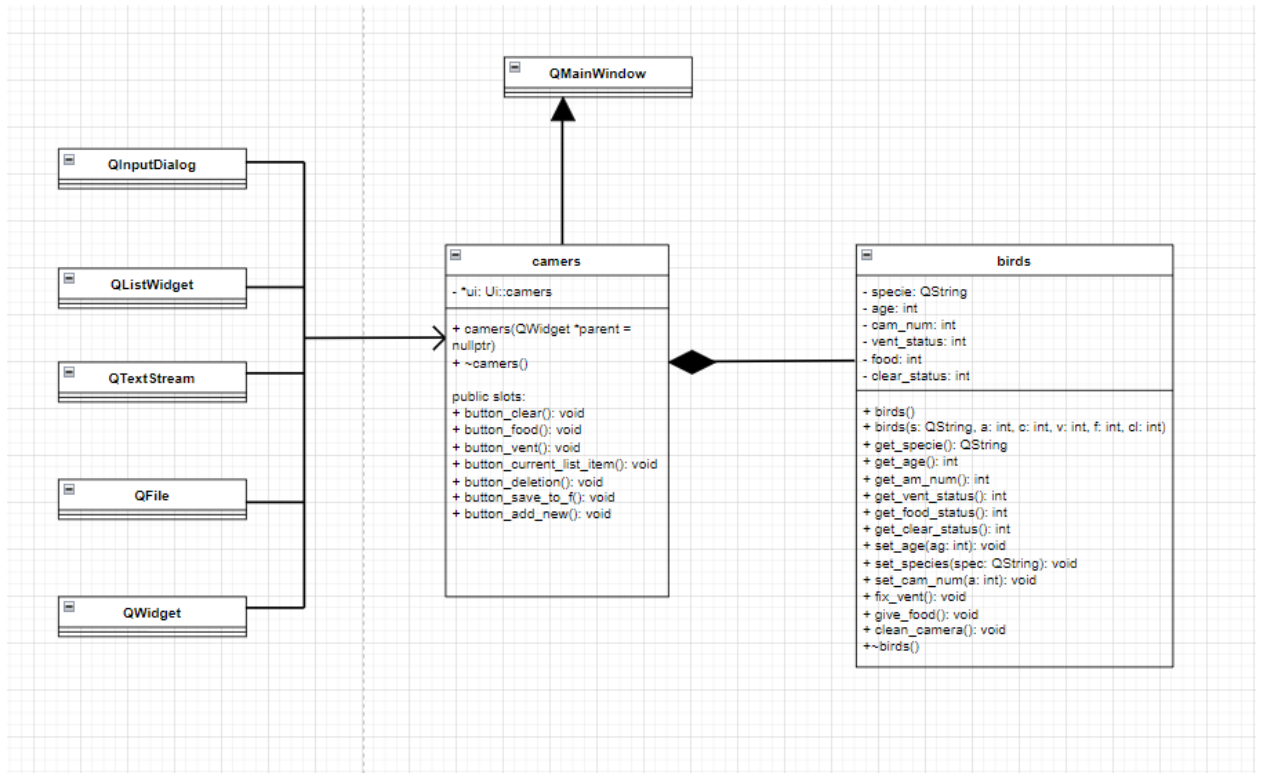 QMainWindow
QInputDialog
QListWidget
QTextStream
QFile
QWidget
camers
- *ui: Ui::camers
+ camers(QWidget *parent =
nullptr)
+ ~camers()
public slots:
+ button_clear(): void
+ button_food(): void
+ button_vent(): void
+ button_current_list_item(): void
+ button_deletion(): void
+ button_save_to_f(): void
+ button_add_new(): void
birds
- specie: QString
- age: int
- cam_num: int
- vent_status: int
- food: int
- clear_status: int
+ birds()
+ birds(s: QString, a: int, c: int, v: int, f: int, cl: int)
+ get_specie(): QString
+ get_age(): int
+ get_am_num(): int
+ get_vent_status(): int
+ get_food_status(): int
+ get_clear_status(): int
+ set_age(ag: int): void
+ set_species(spec: QString): void
+ set_cam_num(a: int): void
+ fix_vent(): void
+ give_food(): void
+ clean_camera(): void
+~birds()